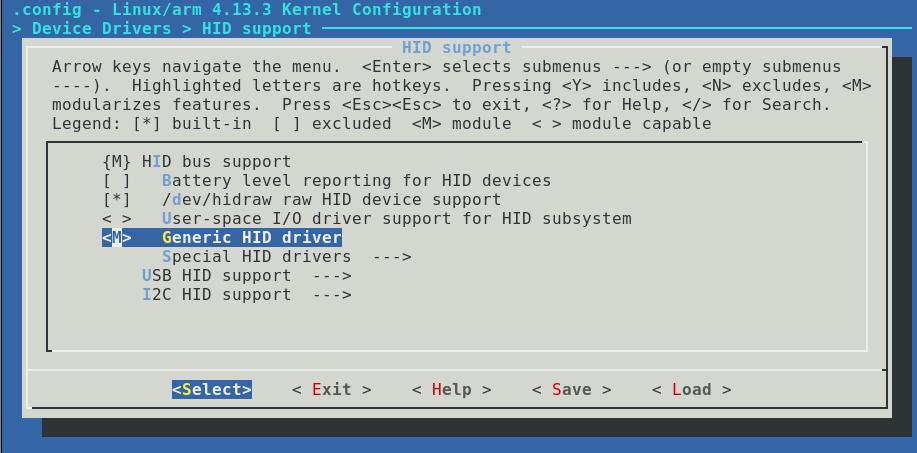 .config - Linux/arm 4.13.3 Kernel Configuration
> Device Drivers > HID support
HID support
Arrow keys navigate the menu.  <Enter> selects submenus ---> (or empty submenus
----).  Highlighted letters are hotkeys.  Pressing <Y> includes, <N> excludes, <M>
modularizes features.  Press <Esc><Esc> to exit, <?> for Help, </> for Search.
Legend: [*] built-in  [ ] excluded  <M> module  < > module capable
{M} HID bus support
[ ]   Battery level reporting for HID devices
[*]   /dev/hidraw raw HID device support
< >   User-space I/O driver support for HID subsystem
<M>   Generic HID driver
Special HID drivers  --->
USB HID support  --->
I2C HID support  --->
<Select>    < Exit >    < Help >    < Save >    < Load >